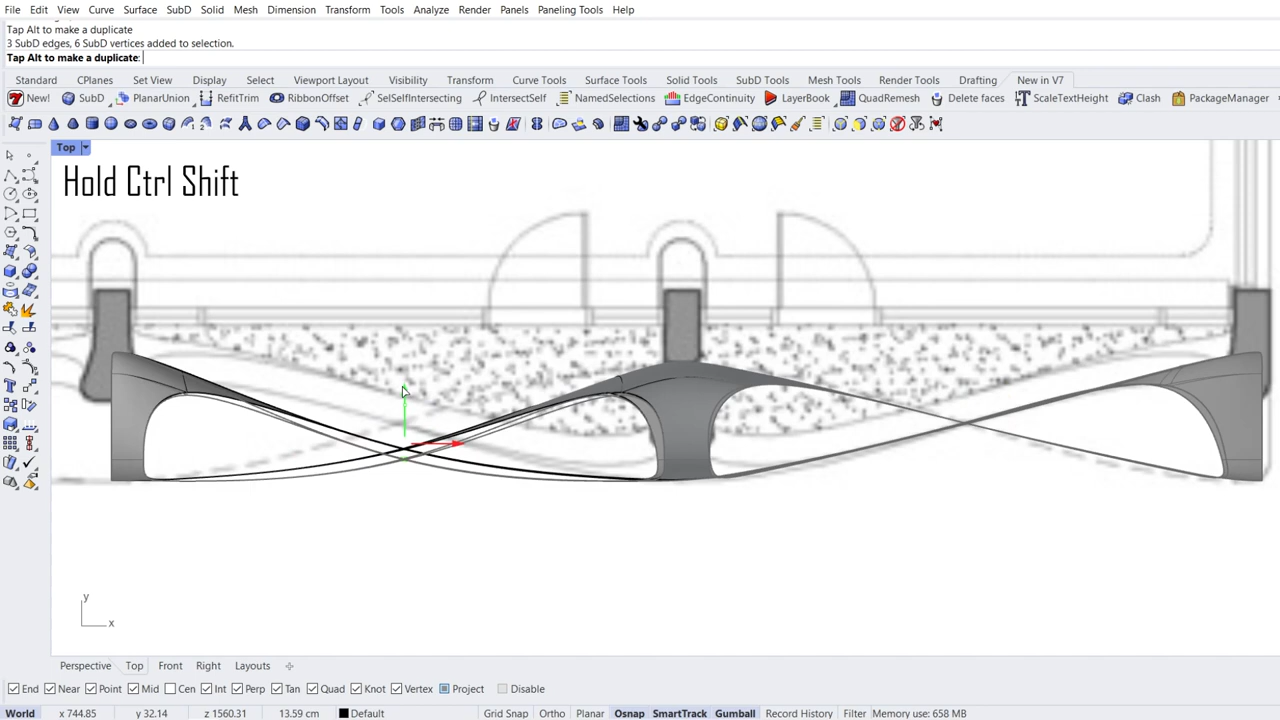 File Edit View Curve Surface SubD Solid Mesh Dimension Transform Tools Analyze Render Panels Paneling Tools Help
Tap Alt to make a duplicate
3 SubD edges, 6 SubD vertices added to selection.
Tap Alt to make a duplicate:
Standard CPlanes Set View Display Select Viewport Layout Visibility Transform Curve Tools Surface Tools Solid Tools SubD Tools Mesh Tools Render Tools Drafting New in V7
New! SubD PlanarUnion RefitTrim RibbonOffset SelSelfIntersecting IntersectSelf NamedSelections EdgeContinuity LayerBook QuadRemesh Delete faces ScaleTextHeight Clash PackageManager
Top
Hold Ctrl Shift
y
x
Perspective Top Front Right Layouts
End Near Point Mid Cen Int Perp Tan Quad Knot Vertex Project Disable
World x 744.85 y 32.14 z 1560.31 13.59 cm Default Grid Snap Ortho Planar Osnap SmartTrack Gumball Record History Filter Memory use: 658 MB